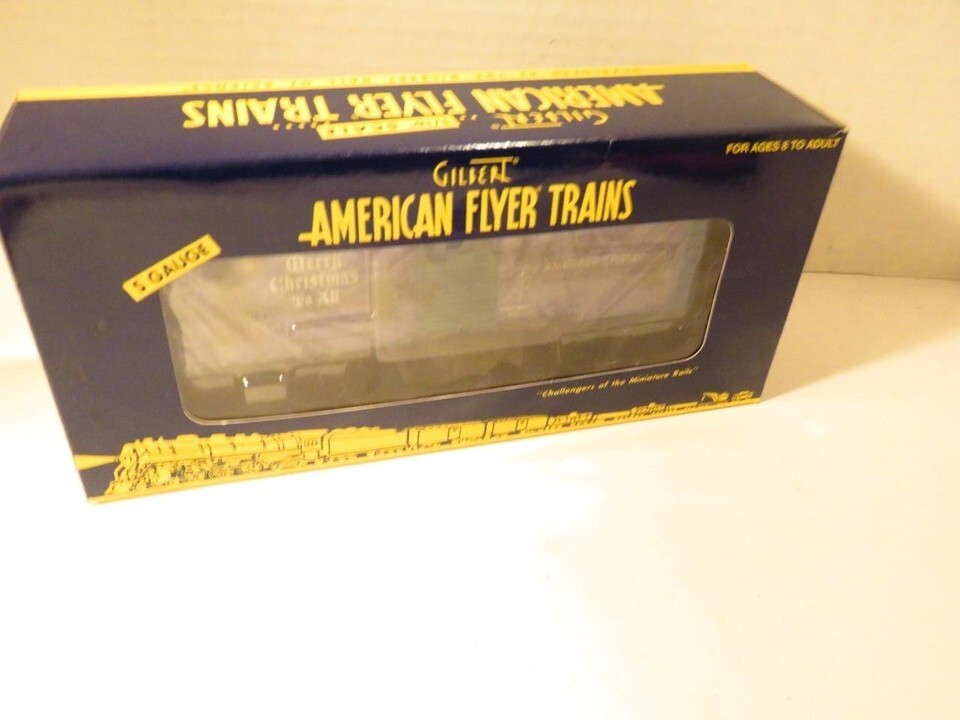 AMERICAN FLYER TRAINS
GILBERT
FOR AGES 8 TO ADULT
GILBERT
AMERICAN FLYER TRAINS
S GAUGE
Merry
Christmas
To All
"Challengers of the Miniature Rails"